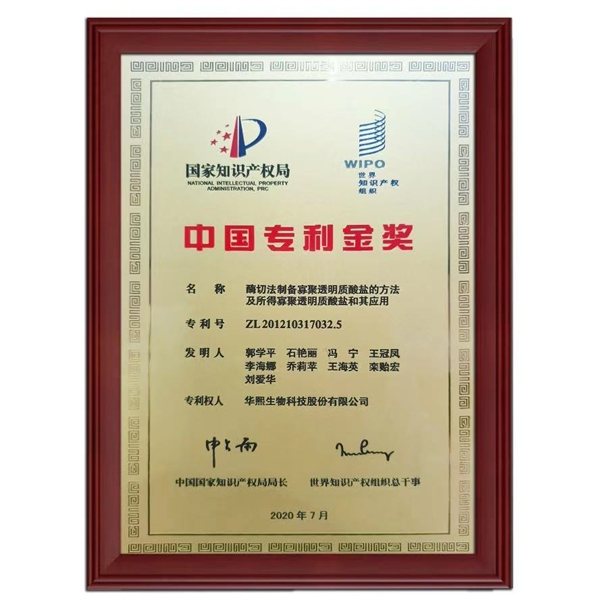 国家知识产权局
NATIONAL INTELLECTUAL PROPERTY
ADMINISTRATION, PRC
WIPO
世界
知识产权
组织
中国专利金奖
名 称 酶切法制备寡聚透明质酸盐的方法
及所得寡聚透明质酸盐和其应用
专利号 ZL 201210317032.5
发明人 郭学平 石艳丽 冯宁 王冠凤
李海娜 乔莉苹 王海英 栾贻宏
刘爱华
专利权人 华熙生物科技股份有限公司
申长雨
中国国家知识产权局局长 世界知识产权组织总干事
2020 年 7 月